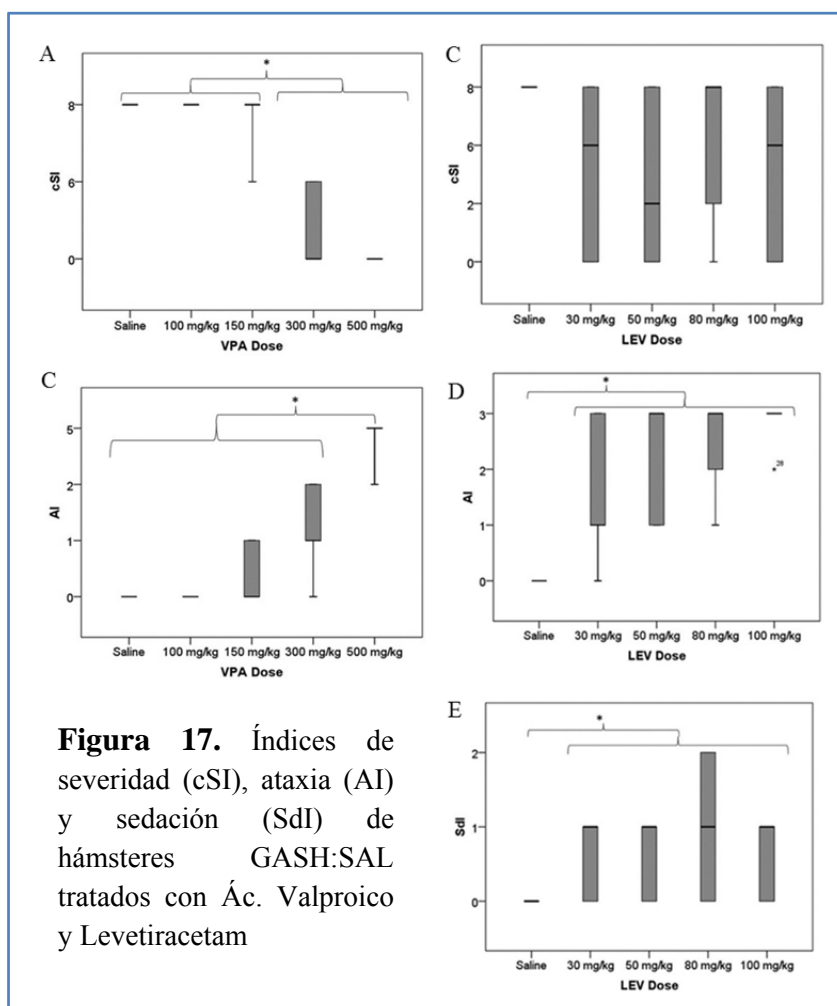 A
*
8
6
0
cSI
Saline 100 mg/kg 150 mg/kg 300 mg/kg 500 mg/kg
VPA Dose
C
8
6
2
0
cSI
Saline 30 mg/kg 50 mg/kg 80 mg/kg 100 mg/kg
LEV Dose
C
*
5
2
1
0
AI
Saline 100 mg/kg 150 mg/kg 300 mg/kg 500 mg/kg
VPA Dose
D
*
3
2
1
0
AI
*28
Saline 30 mg/kg 50 mg/kg 80 mg/kg 100 mg/kg
LEV Dose
Figura 17. Índices de
severidad (cSI), ataxia (AI)
y sedación (SdI) de
hámsteres GASH:SAL
tratados con Ác. Valproico
y Levetiracetam
E
*
2
1
0
SdI
Saline 30 mg/kg 50 mg/kg 80 mg/kg 100 mg/kg
LEV Dose